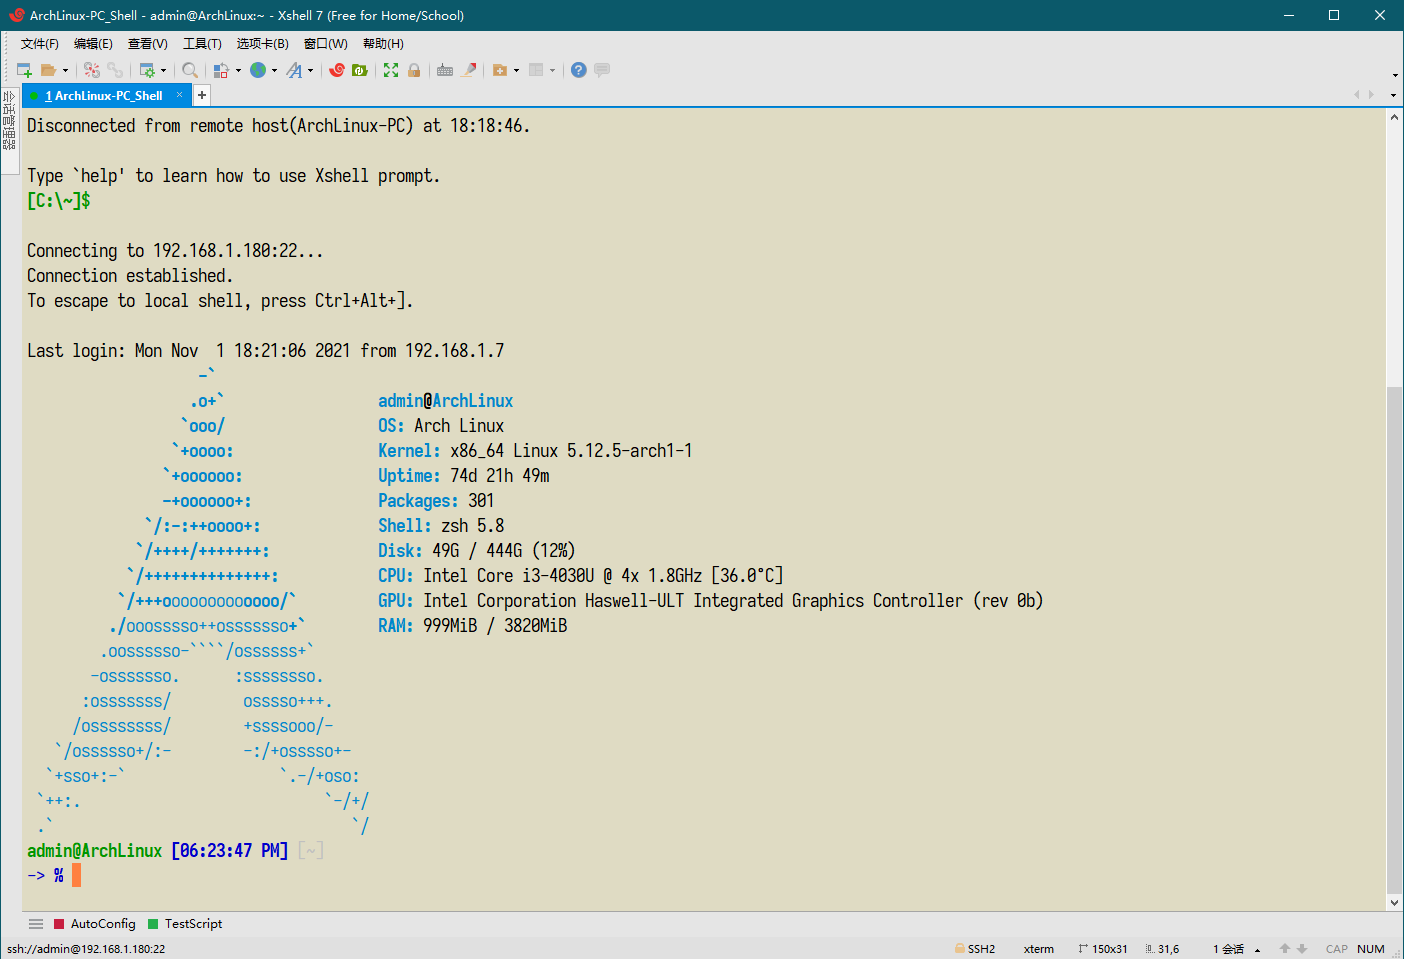 ArchLinux-PC_Shell - admin@ArchLinux:~ - Xshell 7 (Free for Home/School)
文件(F) 编辑(E) 查看(V) 工具(T) 选项卡(B) 窗口(W) 帮助(H)
会话管理器
1 ArchLinux-PC_Shell × +
Disconnected from remote host(ArchLinux-PC) at 18:18:46.
Type `help' to learn how to use Xshell prompt.
[C:\~]$
Connecting to 192.168.1.180:22...
Connection established.
To escape to local shell, press Ctrl+Alt+].
Last login: Mon Nov  1 18:21:06 2021 from 192.168.1.7
                   -`
                  .o+`                 admin@ArchLinux
                 `ooo/                 OS: Arch Linux
                `+oooo:                Kernel: x86_64 Linux 5.12.5-arch1-1
               `+oooooo:               Uptime: 74d 21h 49m
               -+oooooo+:              Packages: 301
             `/:-:++oooo+:             Shell: zsh 5.8
            `/++++/+++++++:            Disk: 49G / 444G (12%)
           `/++++++++++++++:           CPU: Intel Core i3-4030U @ 4x 1.8GHz [36.0°C]
          `/+++ooooooooooooo/`         GPU: Intel Corporation Haswell-ULT Integrated Graphics Controller (rev 0b)
         ./ooosssso++osssssso+`        RAM: 999MiB / 3820MiB
        .oossssso-````/ossssss+`
       -osssssso.      :ssssssso.
      :osssssss/        osssso+++.
     /ossssssss/        +ssssooo/-
   `/ossssso+/:-        -:/+osssso+-
  `+sso+:-`                 `.-/+oso:
 `++:.                           `-/+/
 .`                                 `/
admin@ArchLinux [06:23:47 PM] [~]
-> %
AutoConfig TestScript
ssh://admin@192.168.1.180:22 SSH2 xterm 150x31 31,6 1 会话 CAP NUM